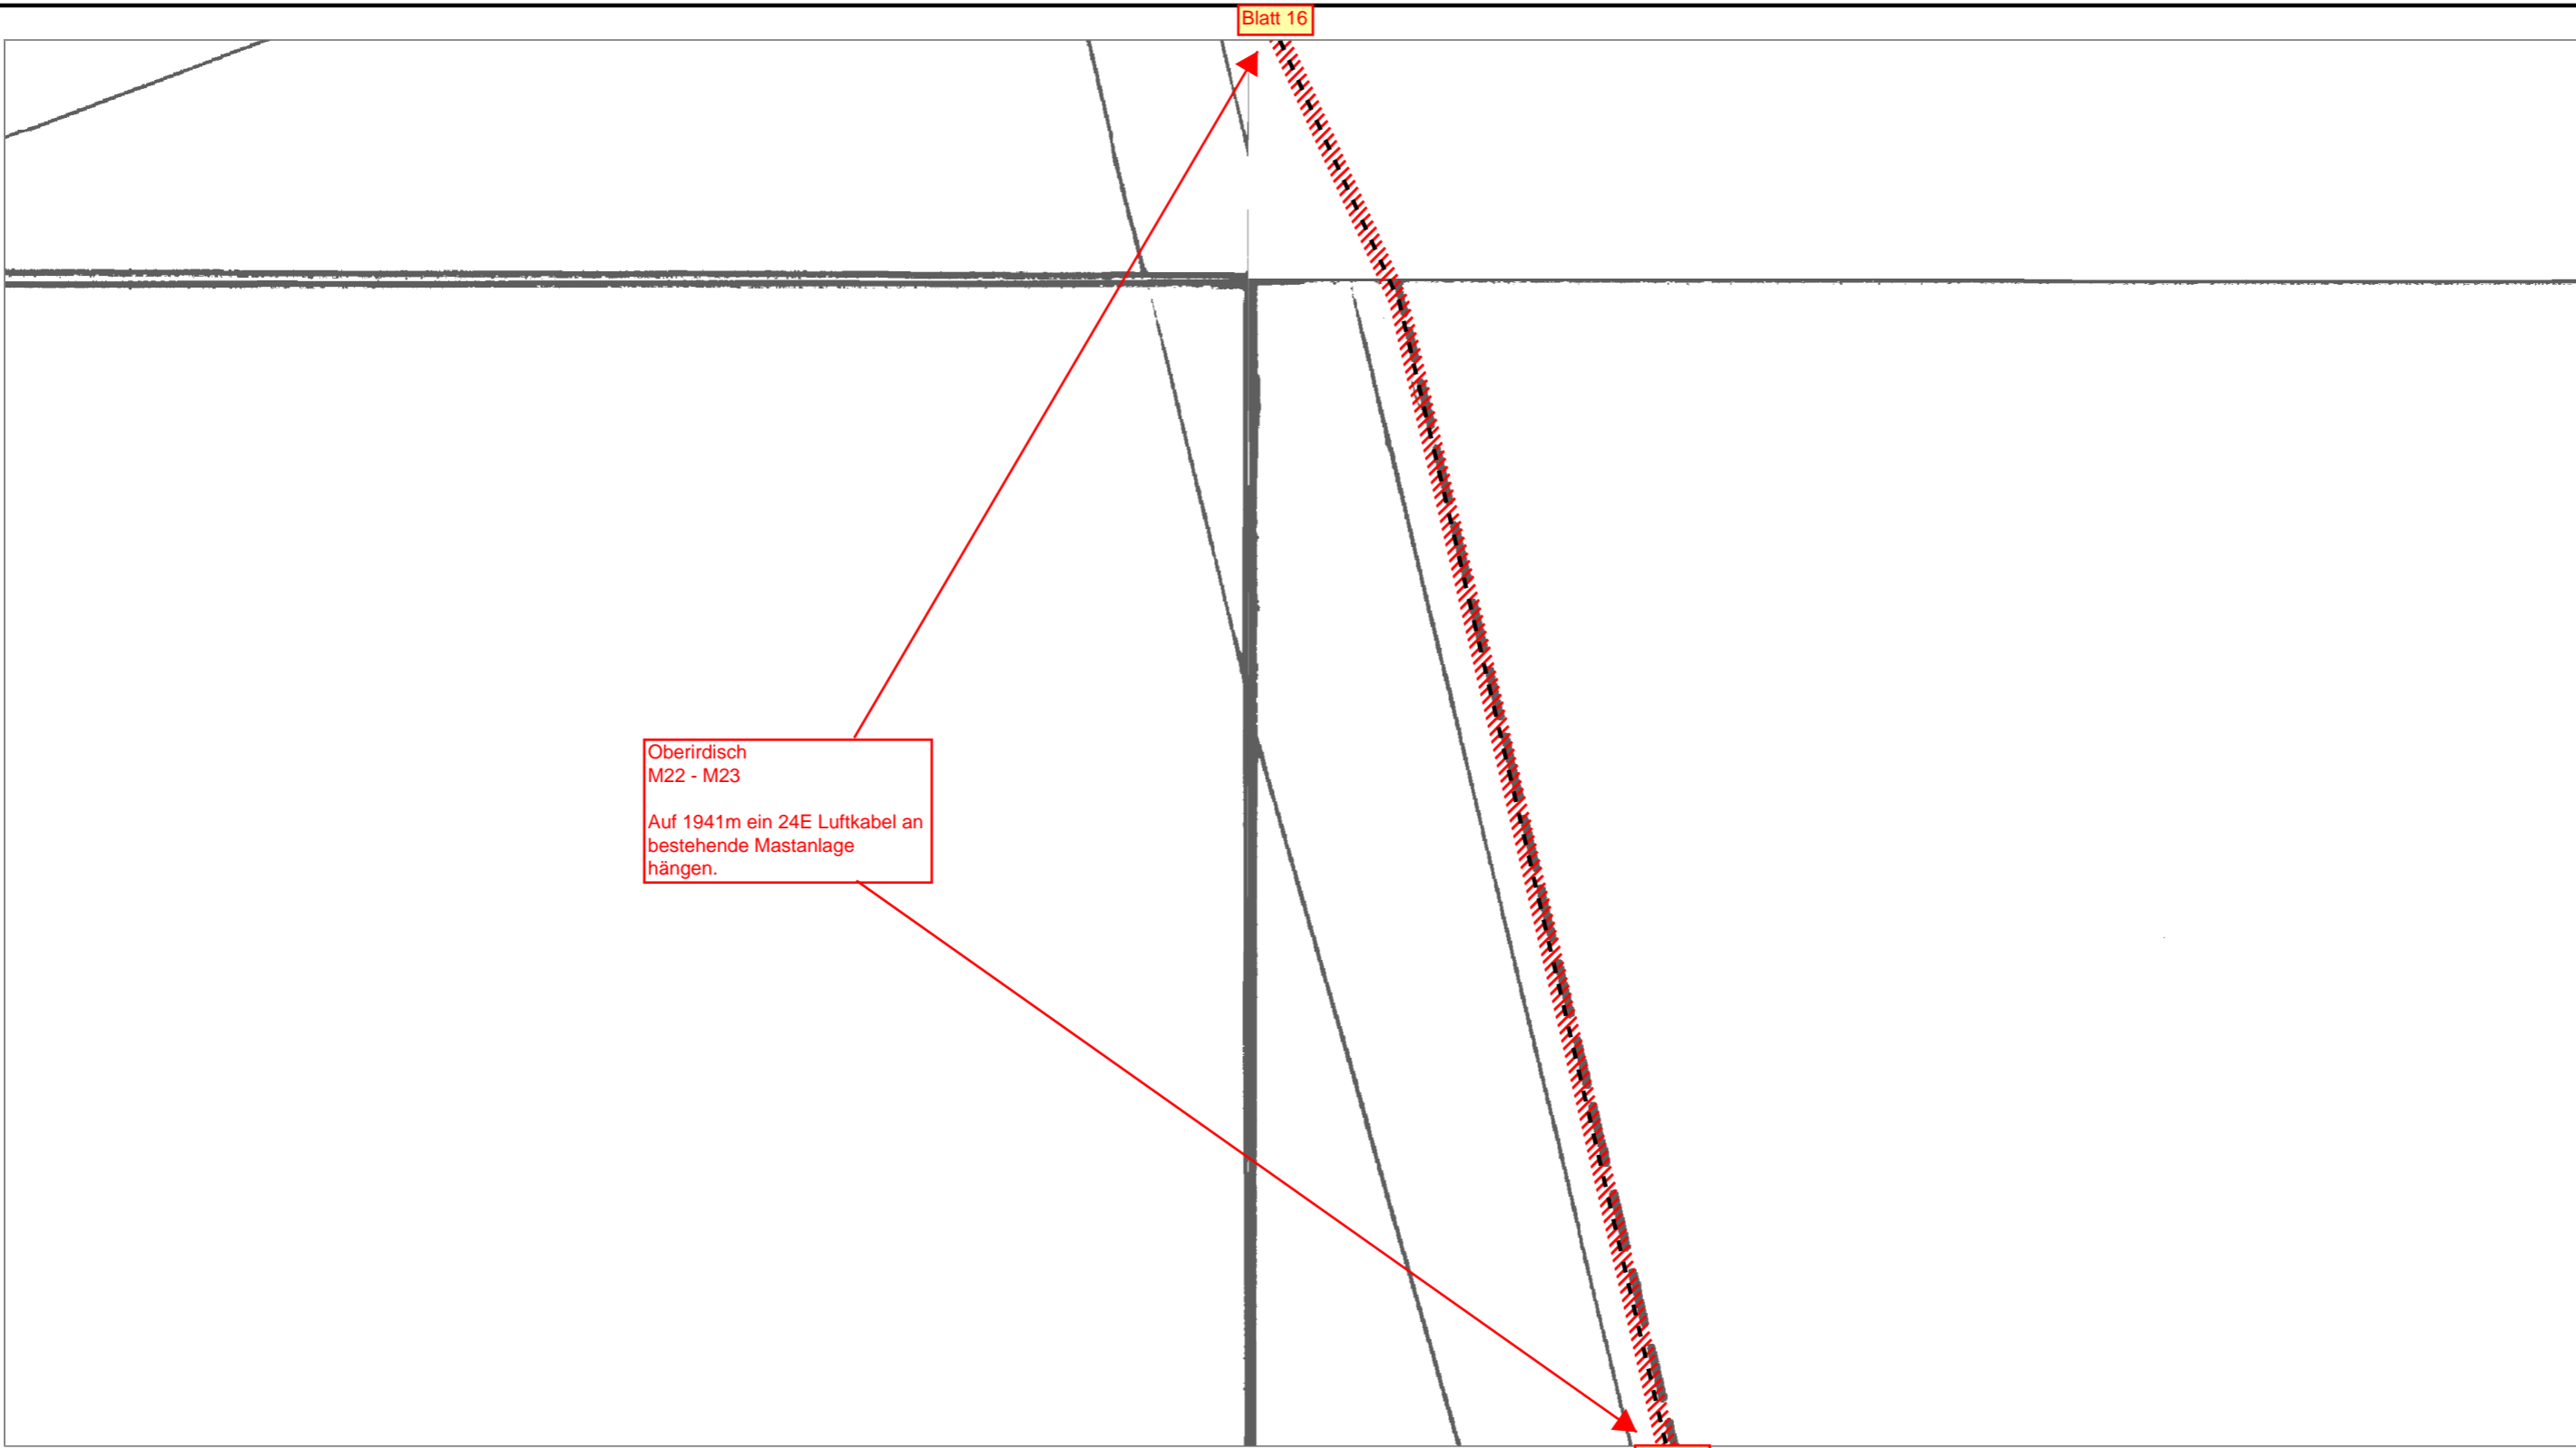 Blatt 16
Oberirdisch
M22 - M23
Auf 1941m ein 24E Luftkabel an
bestehende Mastanlage
hängen.